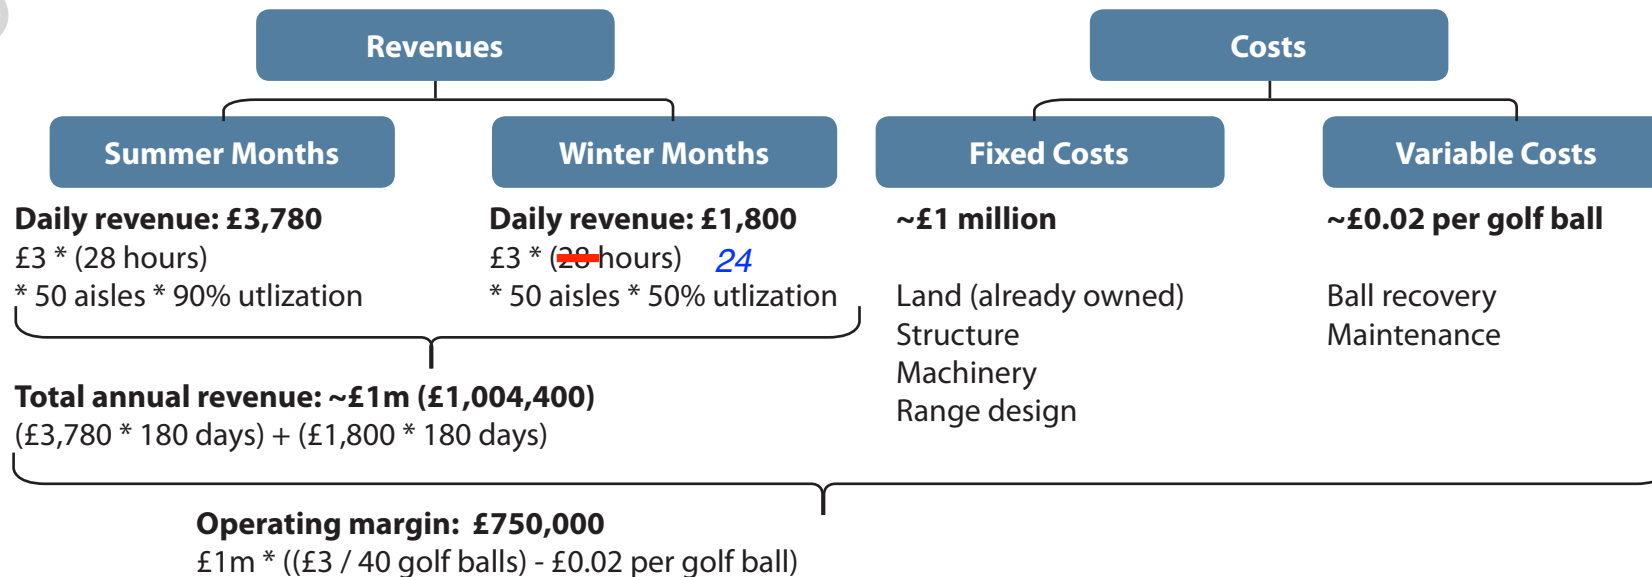 Revenues
Costs
Summer Months
Winter Months
Fixed Costs
Variable Costs
Daily revenue: £3,780
£3 * (28 hours)
* 50 aisles * 90% utlization
Daily revenue: £1,800
£3 * (28 hours) 24
* 50 aisles * 50% utlization
~£1 million
Land (already owned)
Structure
Machinery
Range design
~£0.02 per golf ball
Ball recovery
Maintenance
Total annual revenue: ~£1m (£1,004,400)
(£3,780 * 180 days) + (£1,800 * 180 days)
Operating margin: £750,000
£1m * ((£3 / 40 golf balls) - £0.02 per golf ball)